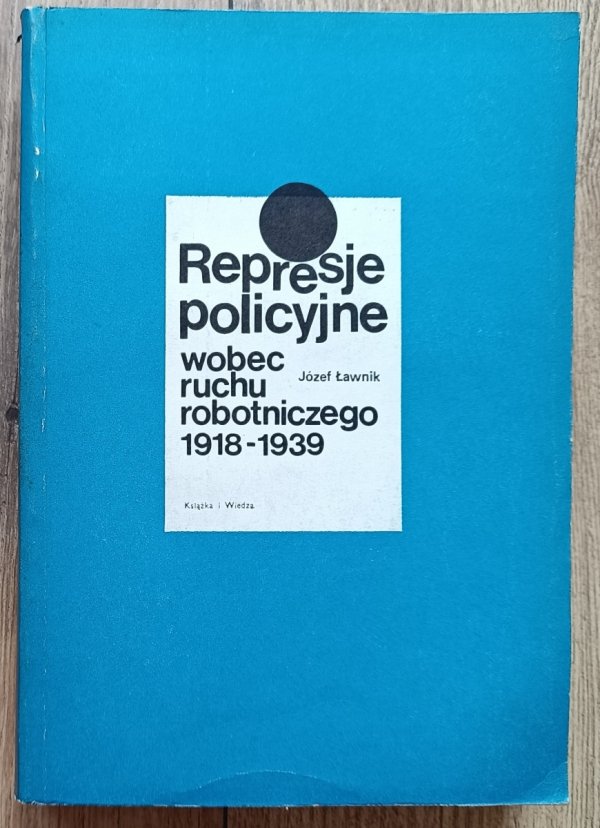 Represje
policyjne
wobec
ruchu
Józef Ławnik
robotniczego
1918-1939
Książka i Wiedza